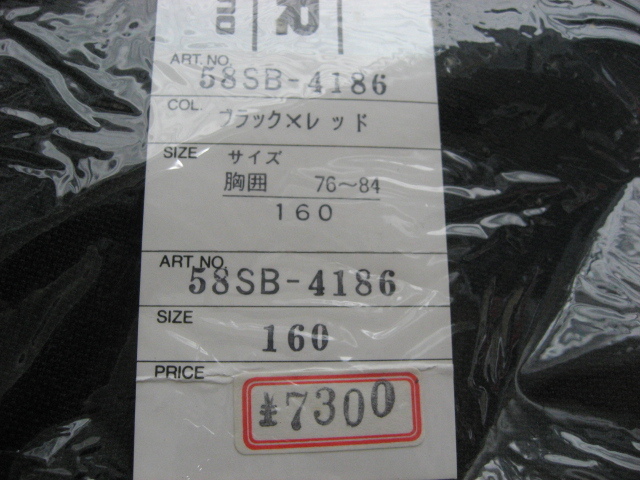 ART. NO.
58SB-4186
COL. ブラック×レッド
SIZE サイズ
胸囲 76～84
160
ART. NO.
58SB-4186
SIZE
160
PRICE
¥7300